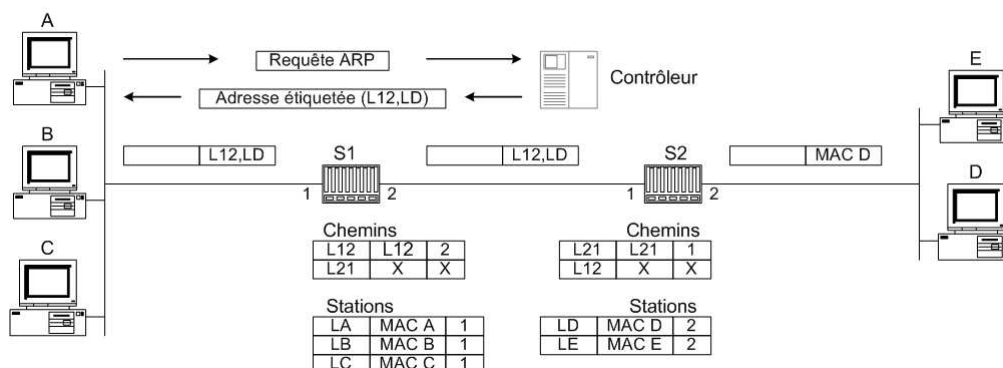 A
Requête ARP
Adresse étiquetée (L12,LD)
Contrôleur
E
B
L12,LD
S1
L12,LD
S2
MAC D
D
1 2
1 2
C
Chemins
L12 L12 2
L21 X X
Chemins
L21 L21 1
L12 X X
Stations
LA MAC A 1
LB MAC B 1
LC MAC C 1
Stations
LD MAC D 2
LE MAC E 2